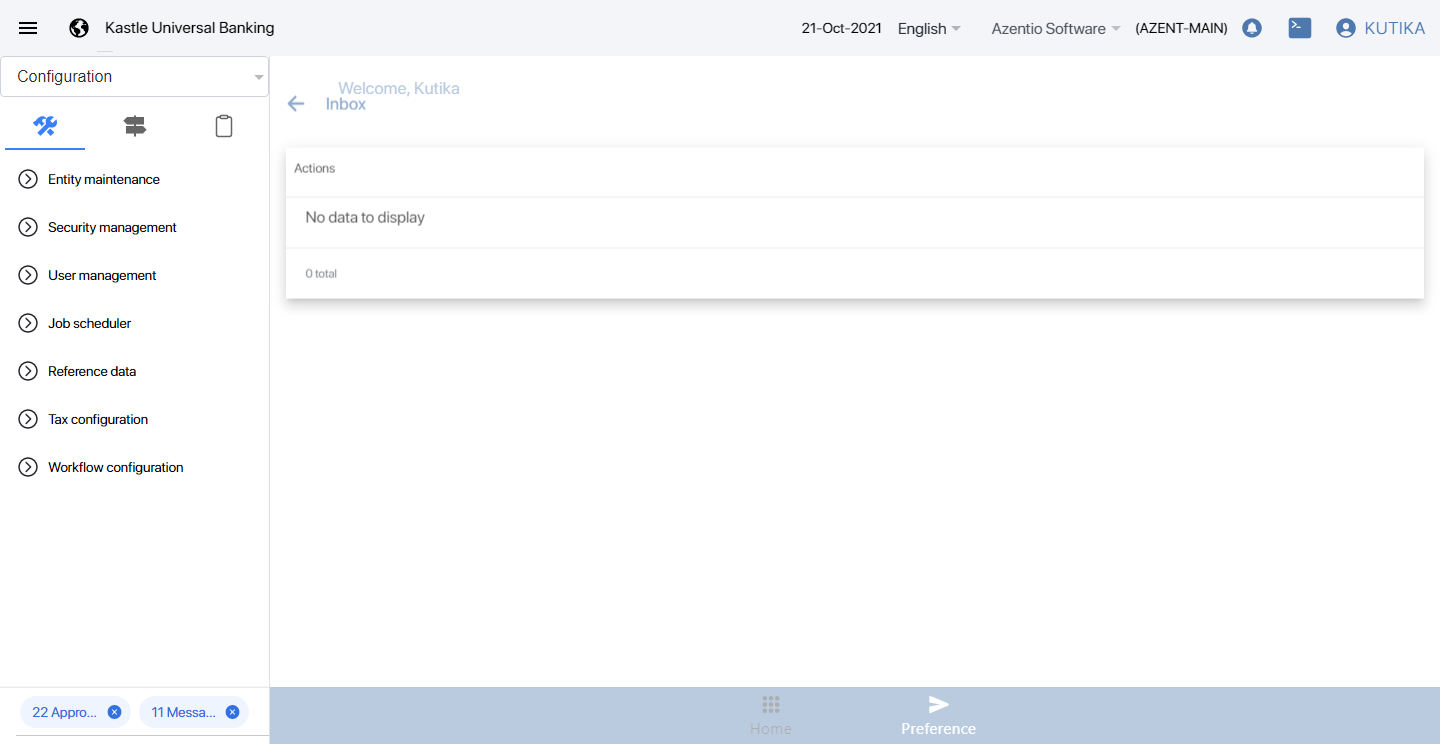 Kastle Universal Banking
21-Oct-2021
English
Azentio Software
(AZENT-MAIN)
KUTIKA
Configuration
Welcome, Kutika
Inbox
Actions
No data to display
0 total
Entity maintenance
Security management
User management
Job scheduler
Reference data
Tax configuration
Workflow configuration
22 Appro...
11 Messa...
Home
Preference